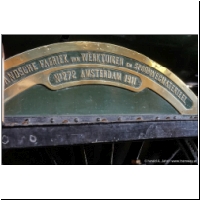 ANDSCHE FABRIEK VAN WERKTUIGEN EN SPOORWEGMATERIEEL
AMSTERDAM 1911